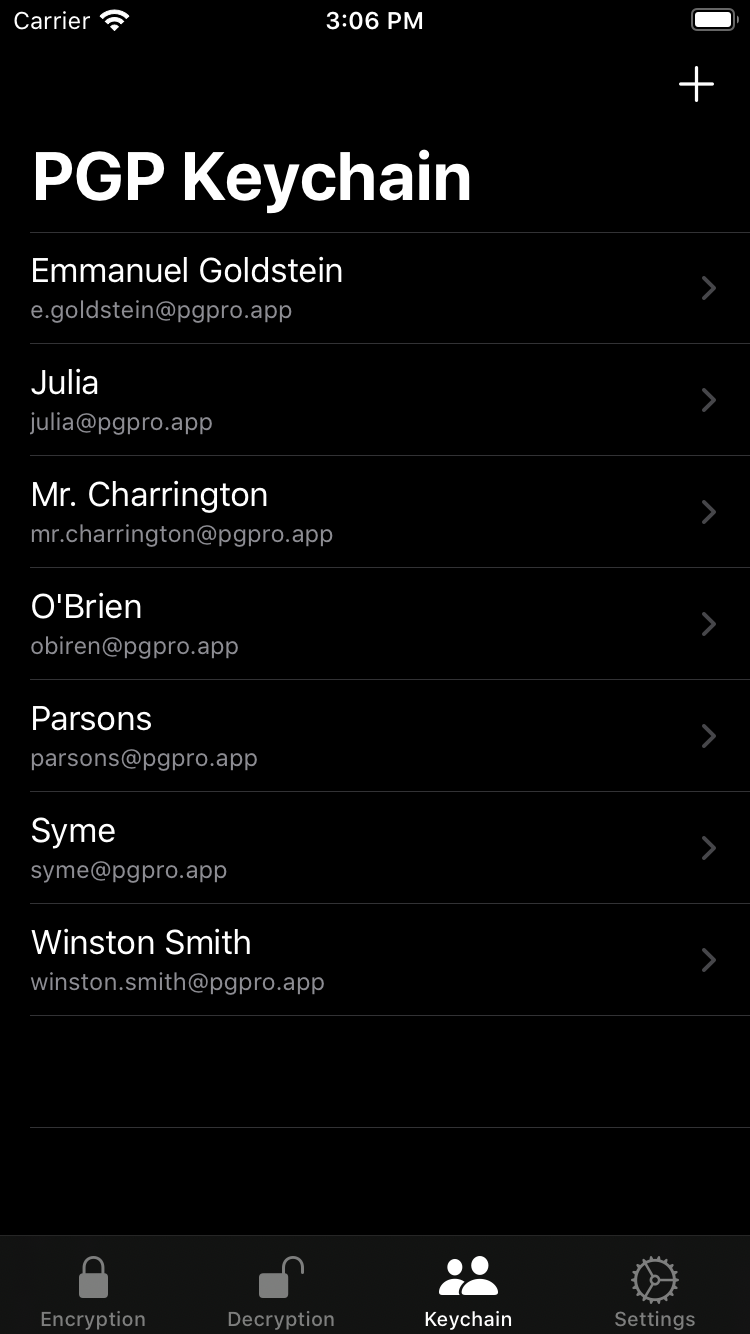 Carrier 3:06 PM
PGP Keychain
Emmanuel Goldstein
e.goldstein@pgpro.app
Julia
julia@pgpro.app
Mr. Charrington
mr.charrington@pgpro.app
O'Brien
obiren@pgpro.app
Parsons
parsons@pgpro.app
Syme
syme@pgpro.app
Winston Smith
winston.smith@pgpro.app
Encryption Decryption Keychain Settings